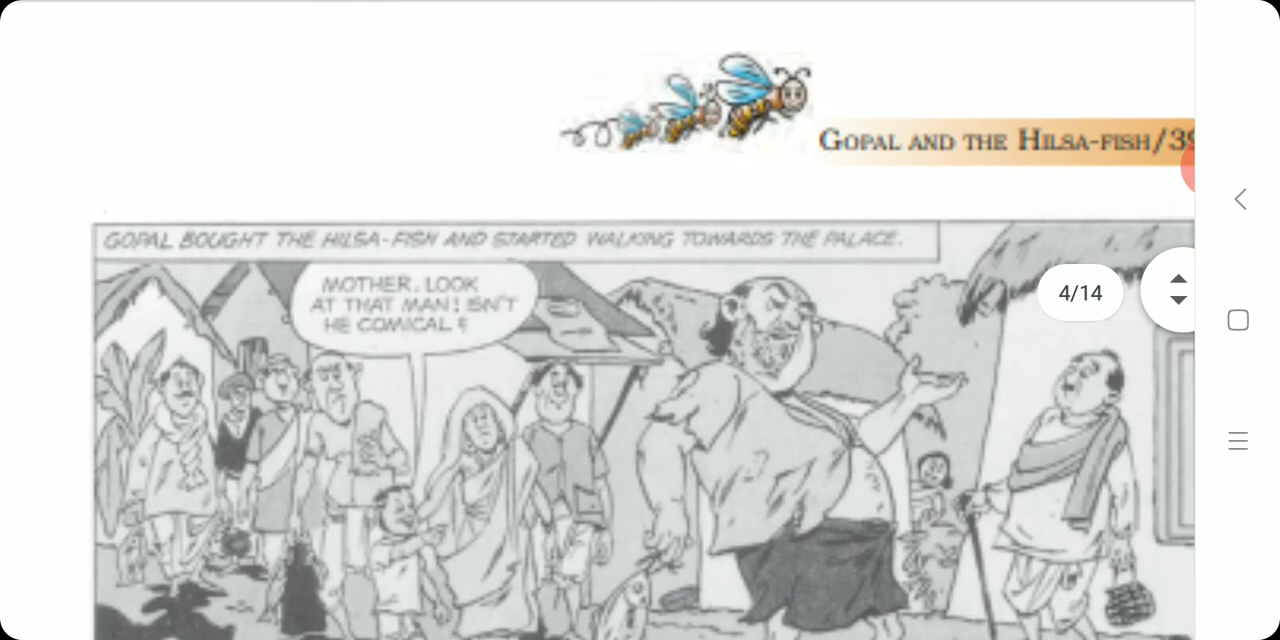 GOPAL AND THE HILSA-FISH/39
GOPAL BOUGHT THE HILSA-FISH AND STARTED WALKING TOWARDS THE PALACE.
MOTHER, LOOK
AT THAT MAN! ISN'T
HE COMICAL?
4/14